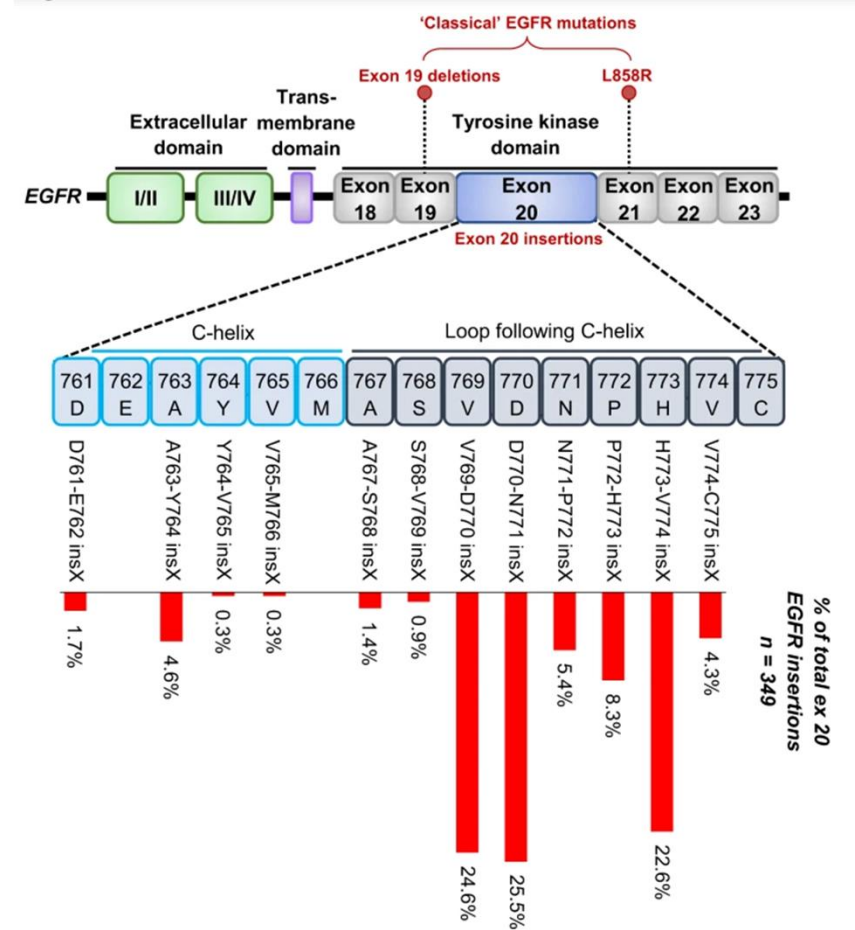 ‘Classical’ EGFR mutations
Exon 19 deletions
L858R
Trans-
membrane
domain
Extracellular
domain
Tyrosine kinase
domain
EGFR
I/II
III/IV
Exon
18
Exon
19
Exon
20
Exon
21
Exon
22
Exon
23
Exon 20 insertions
C-helix
Loop following C-helix
761
D
762
E
763
A
764
Y
765
V
766
M
767
A
768
S
769
V
770
D
771
N
772
P
773
H
774
V
775
C
D761-E762 insX
A763-Y764 insX
Y764-V765 insX
V765-M766 insX
A767-S768 insX
S768-V769 insX
V769-D770 insX
D770-N771 insX
N771-P772 insX
P772-H773 insX
H773-V774 insX
V774-C775 insX
1.7%
4.6%
0.3%
0.3%
1.4%
0.9%
24.6%
25.5%
5.4%
8.3%
22.6%
4.3%
% of total ex 20
EGFR insertions
n = 349